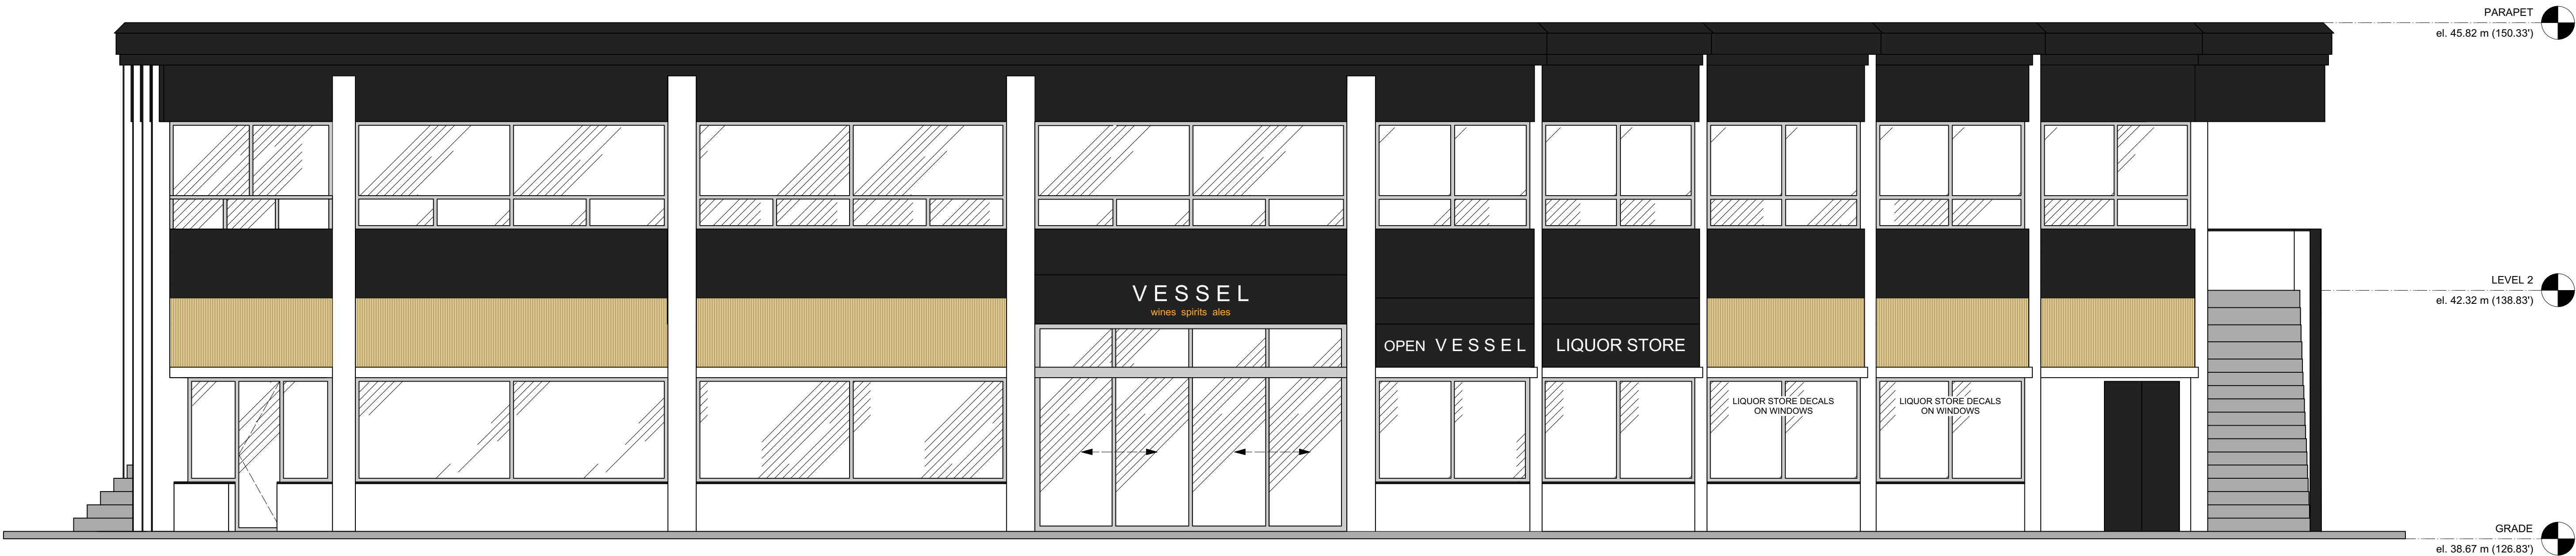 PARAPET
el. 45.82 m (150.33')
LEVEL 2
el. 42.32 m (138.83')
VESSEL
wines spirits ales
OPEN VESSEL
LIQUOR STORE
LIQUOR STORE DECALS
ON WINDOWS
LIQUOR STORE DECALS
ON WINDOWS
GRADE
el. 38.67 m (126.83')